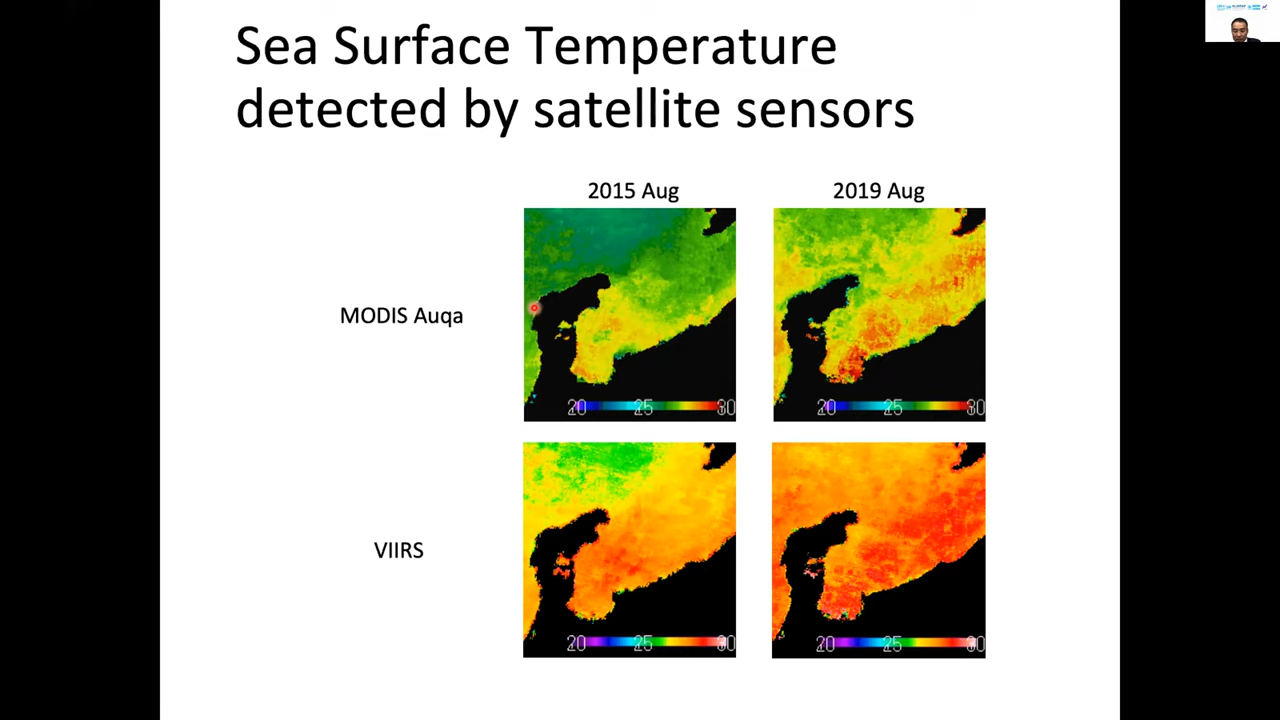 Sea Surface Temperature
detected by satellite sensors
2015 Aug
2019 Aug
MODIS Auqa
20 25 30
20 25 30
VIIRS
20 25 30
20 25 30